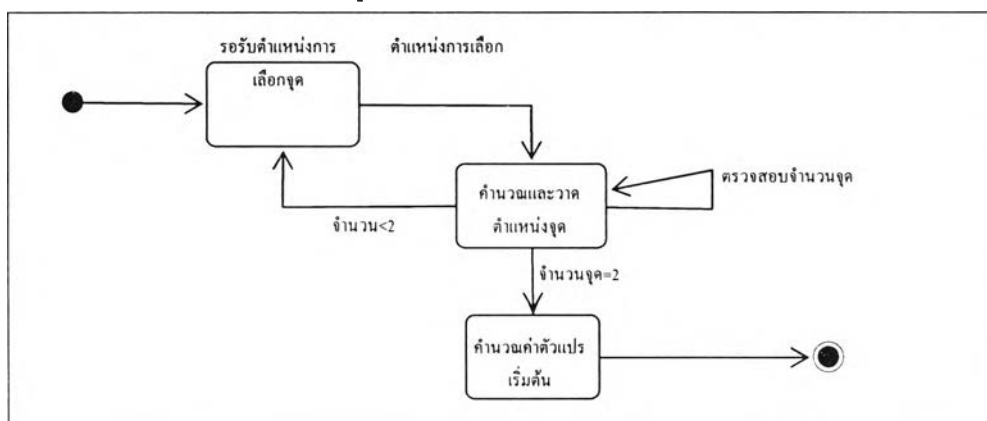 รอรับตำแหน่งการ
เลือกจุด
ตำแหน่งการเลือก
คำนวณและวาด
ตำแหน่งจุด
ตรวจสอบจำนวนจุด
จำนวน<2
จำนวนจุด=2
คำนวณค่าตัวแปร
เริ่มต้น